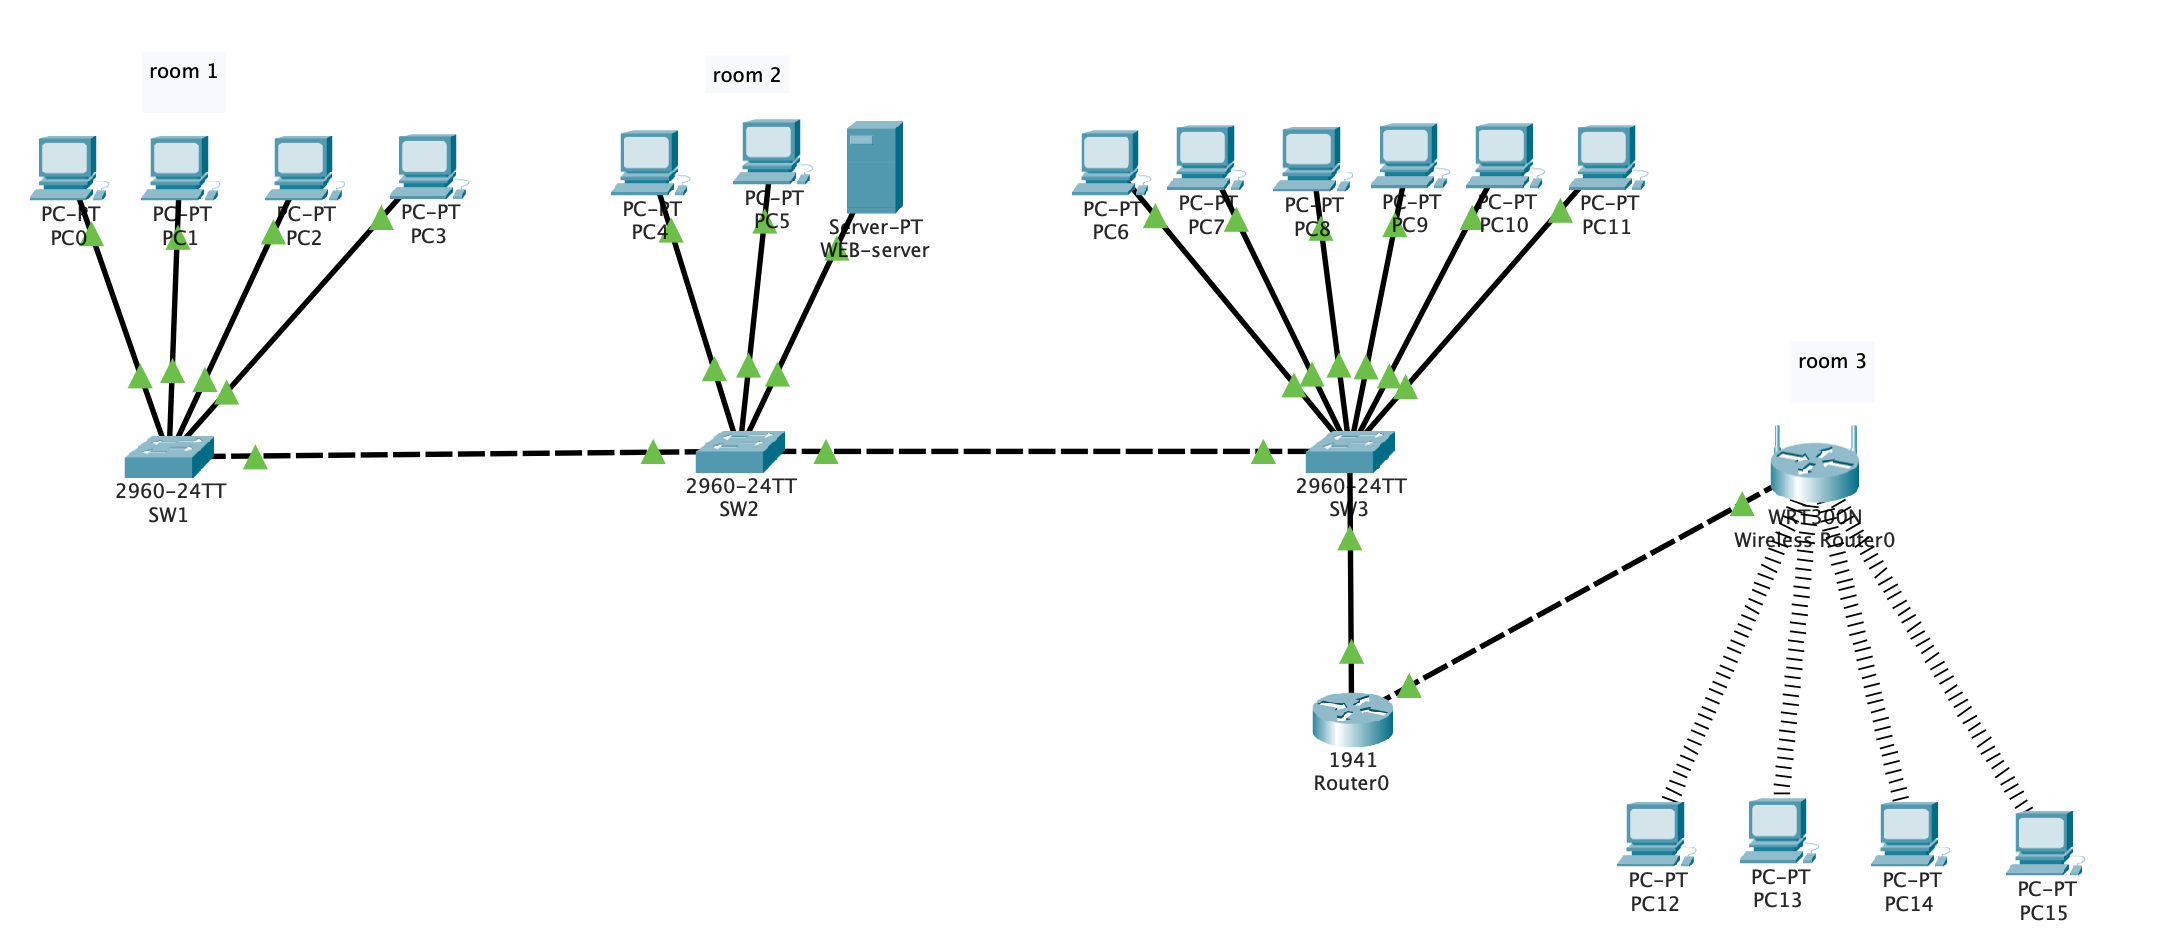 room 1
room 2
PC-PT
PC0
PC-PT
PC1
PC-PT
PC2
PC-PT
PC3
PC-PT
PC4
PC-PT
PC5
Server-PT
WEB-server
PC-PT
PC6
PC-PT
PC7
PC-PT
PC8
PC-PT
PC9
PC-PT
PC10
PC-PT
PC11
room 3
2960-24TT
SW1
2960-24TT
SW2
2960-24TT
SW3
WRT300N
Wireless Router0
1941
Router0
PC-PT
PC12
PC-PT
PC13
PC-PT
PC14
PC-PT
PC15